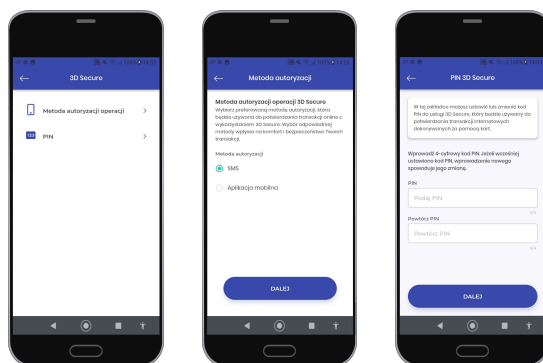 3D Secure
Metoda autoryzacji operacji
123
PIN
Metoda autoryzacji
Metoda autoryzacji operacji 3D Secure
Wybierz preferowaną metodę autoryzacji, która
będzie używana do potwierdzania transakcji online z
wykorzystaniem 3D Secure. Wybór odpowiedniej
metody wpływa na komfort i bezpieczeństwo Twoich
transakcji.
Metoda autoryzacji
SMS
Aplikacja mobilna
DALEJ
PIN 3D Secure
W tej zakładce możesz ustawić lub zmienić kod
PIN do usługi 3D Secure, który będzie używany do
potwierdzania transakcji internetowych
dokonywanych za pomocą kart.
Wprowadź 4-cyfrowy kod PIN. Jeżeli wcześniej
ustawiono kod PIN, wprowadzenie nowego
spowoduje jego zmianę.
PIN
Podaj PIN
Powtórz PIN
Powtórz PIN
DALEJ